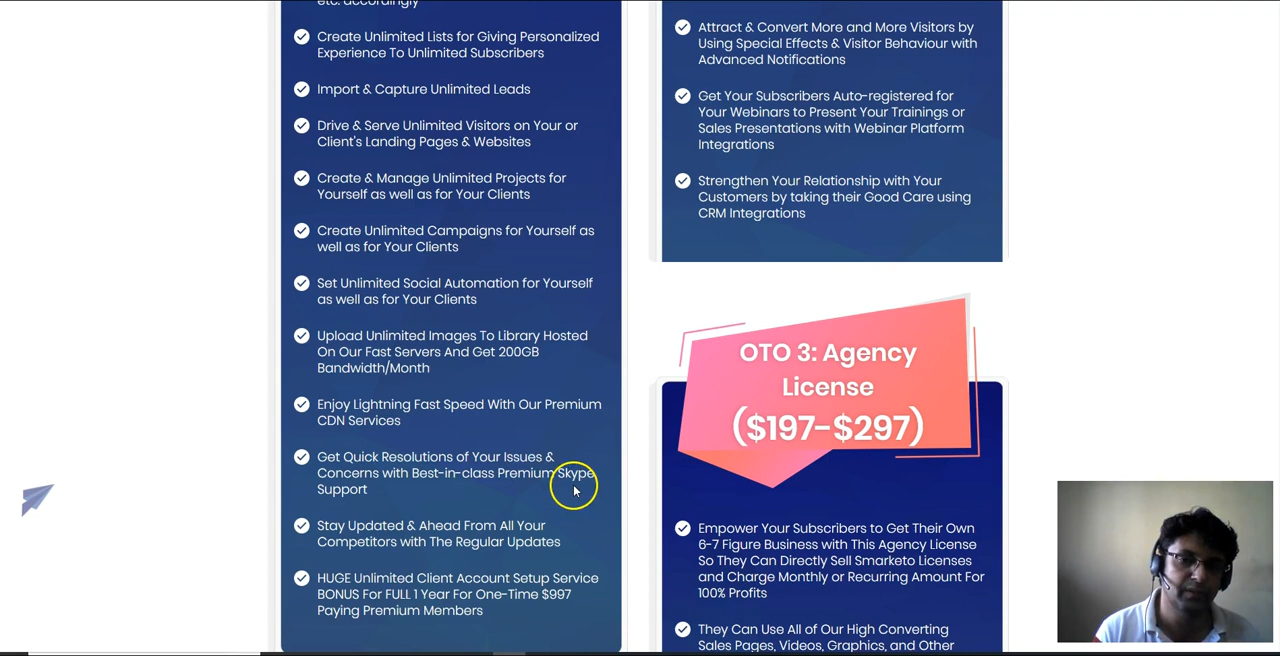 etc. accordingly
Create Unlimited Lists for Giving Personalized
Experience To Unlimited Subscribers
Import & Capture Unlimited Leads
Drive & Serve Unlimited Visitors on Your or
Client's Landing Pages & Websites
Create & Manage Unlimited Projects for
Yourself as well as for Your Clients
Create Unlimited Campaigns for Yourself as
well as for Your Clients
Set Unlimited Social Automation for Yourself
as well as for Your Clients
Upload Unlimited Images To Library Hosted
On Our Fast Servers And Get 200GB
Bandwidth/Month
Enjoy Lightning Fast Speed With Our Premium
CDN Services
Get Quick Resolutions of Your Issues &
Concerns with Best-in-class Premium Skype
Support
Stay Updated & Ahead From All Your
Competitors with The Regular Updates
HUGE Unlimited Client Account Setup Service
BONUS For FULL 1 Year For One-Time $997
Paying Premium Members
Attract & Convert More and More Visitors by
Using Special Effects & Visitor Behaviour with
Advanced Notifications
Get Your Subscribers Auto-registered for
Your Webinars to Present Your Trainings or
Sales Presentations with Webinar Platform
Integrations
Strengthen Your Relationship with Your
Customers by taking their Good Care using
CRM Integrations
OTO 3: Agency
License
($197-$297)
Empower Your Subscribers to Get Their Own
6-7 Figure Business with This Agency License
So They Can Directly Sell Smarketo Licenses
and Charge Monthly or Recurring Amount For
100% Profits
They Can Use All of Our High Converting
Sales Pages, Videos, Graphics, and Other